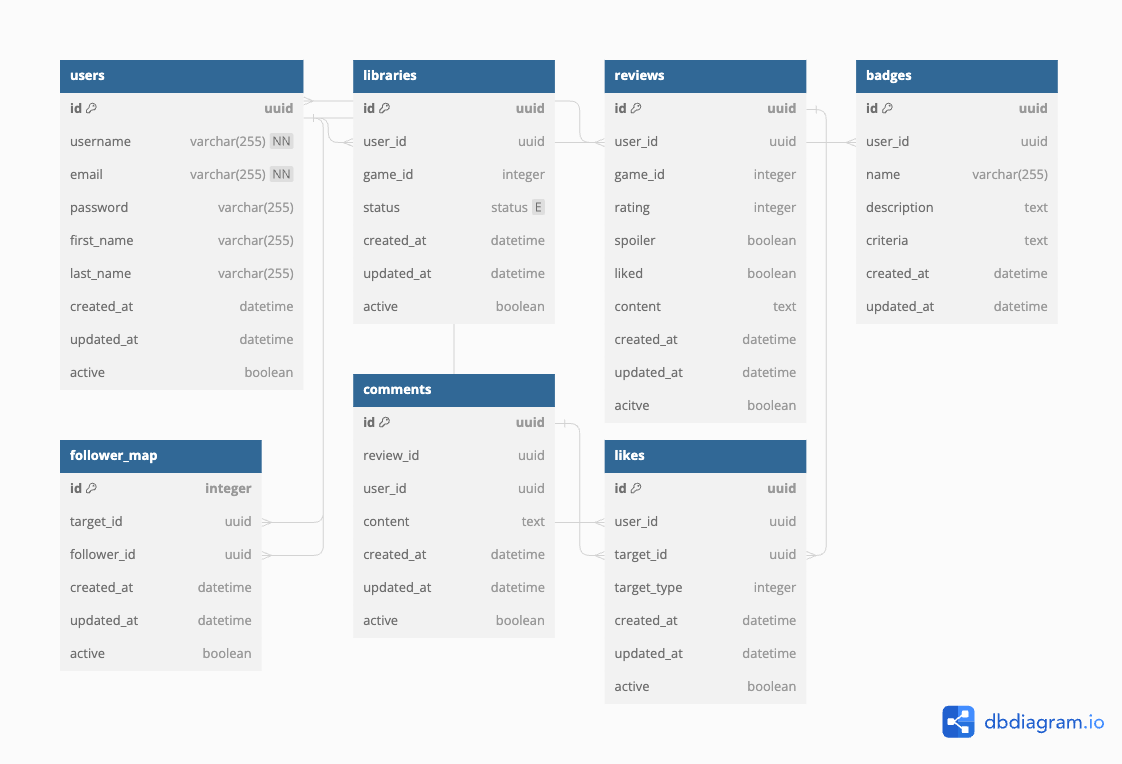 users
id uuid
username varchar(255) NN
email varchar(255) NN
password varchar(255)
first_name varchar(255)
last_name varchar(255)
created_at datetime
updated_at datetime
active boolean
libraries
id uuid
user_id uuid
game_id integer
status status E
created_at datetime
updated_at datetime
active boolean
reviews
id uuid
user_id uuid
game_id integer
rating integer
spoiler boolean
liked boolean
content text
created_at datetime
updated_at datetime
acitve boolean
badges
id uuid
user_id uuid
name varchar(255)
description text
criteria text
created_at datetime
updated_at datetime
follower_map
id integer
target_id uuid
follower_id uuid
created_at datetime
updated_at datetime
active boolean
comments
id uuid
review_id uuid
user_id uuid
content text
created_at datetime
updated_at datetime
active boolean
likes
id uuid
user_id uuid
target_id uuid
target_type integer
created_at datetime
updated_at datetime
active boolean
dbdiagram.io